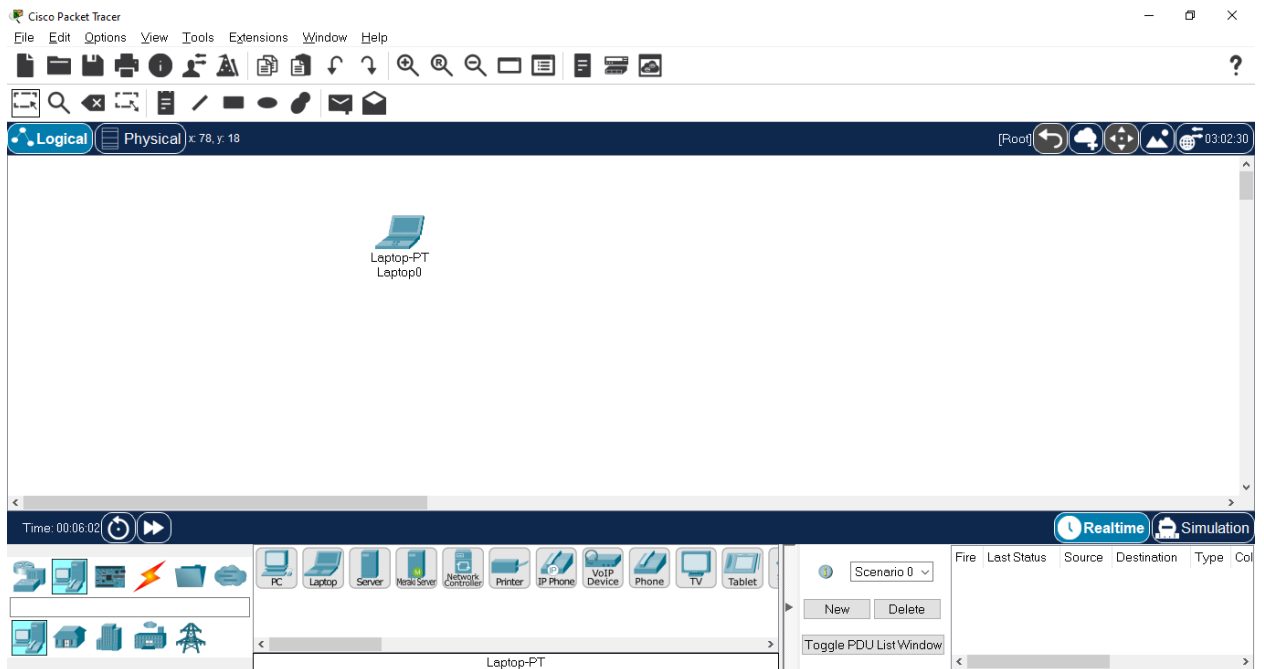 Cisco Packet Tracer
File Edit Options View Tools Extensions Window Help
?
Logical Physical x: 78, y: 18 [Root] 03:02:30
Laptop-PT
Laptop0
Time: 00:06:02 Realtime Simulation
PC Laptop Server Meraki Server Network Controller Printer IP Phone VoIP Device Phone TV Tablet
Fire Last Status Source Destination Type Col
Scenario 0
New Delete
Toggle PDU List Window
Laptop-PT